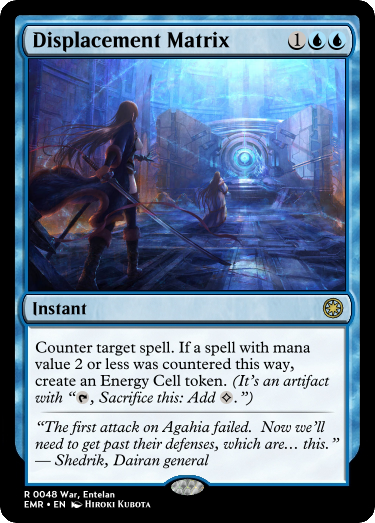 Displacement Matrix 1
Instant
Counter target spell. If a spell with mana
value 2 or less was countered this way,
create an Energy Cell token. (It's an artifact
with “, Sacrifice this: Add .”)
“The first attack on Agahia failed.  Now we'll
need to get past their defenses, which are… this.”
— Shedrik, Dairan general
R 0048 War, Entelan
EMR • EN Hiroki Kubota